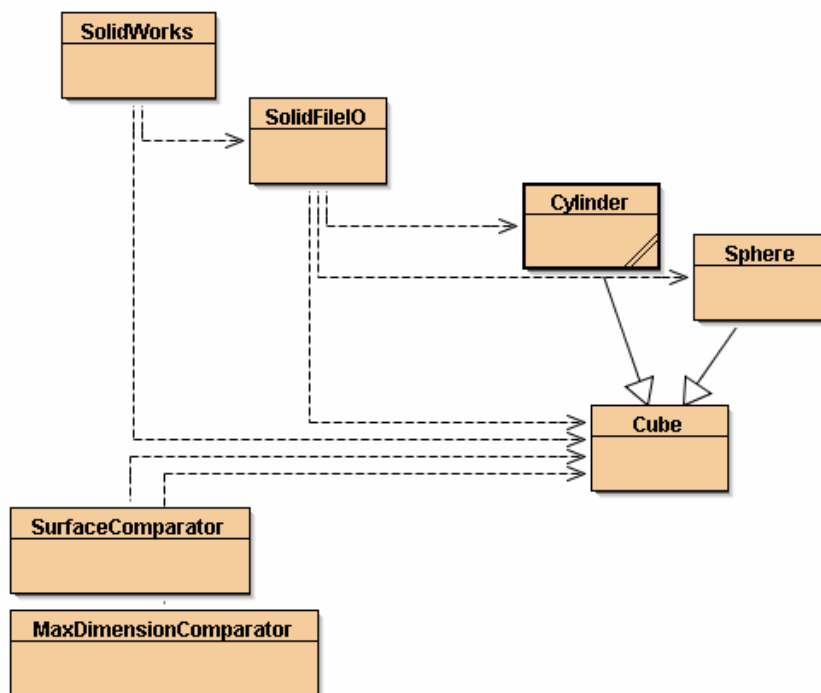 SolidWorks
SolidFileIO
Cylinder
Sphere
Cube
SurfaceComparator
MaxDimensionComparator